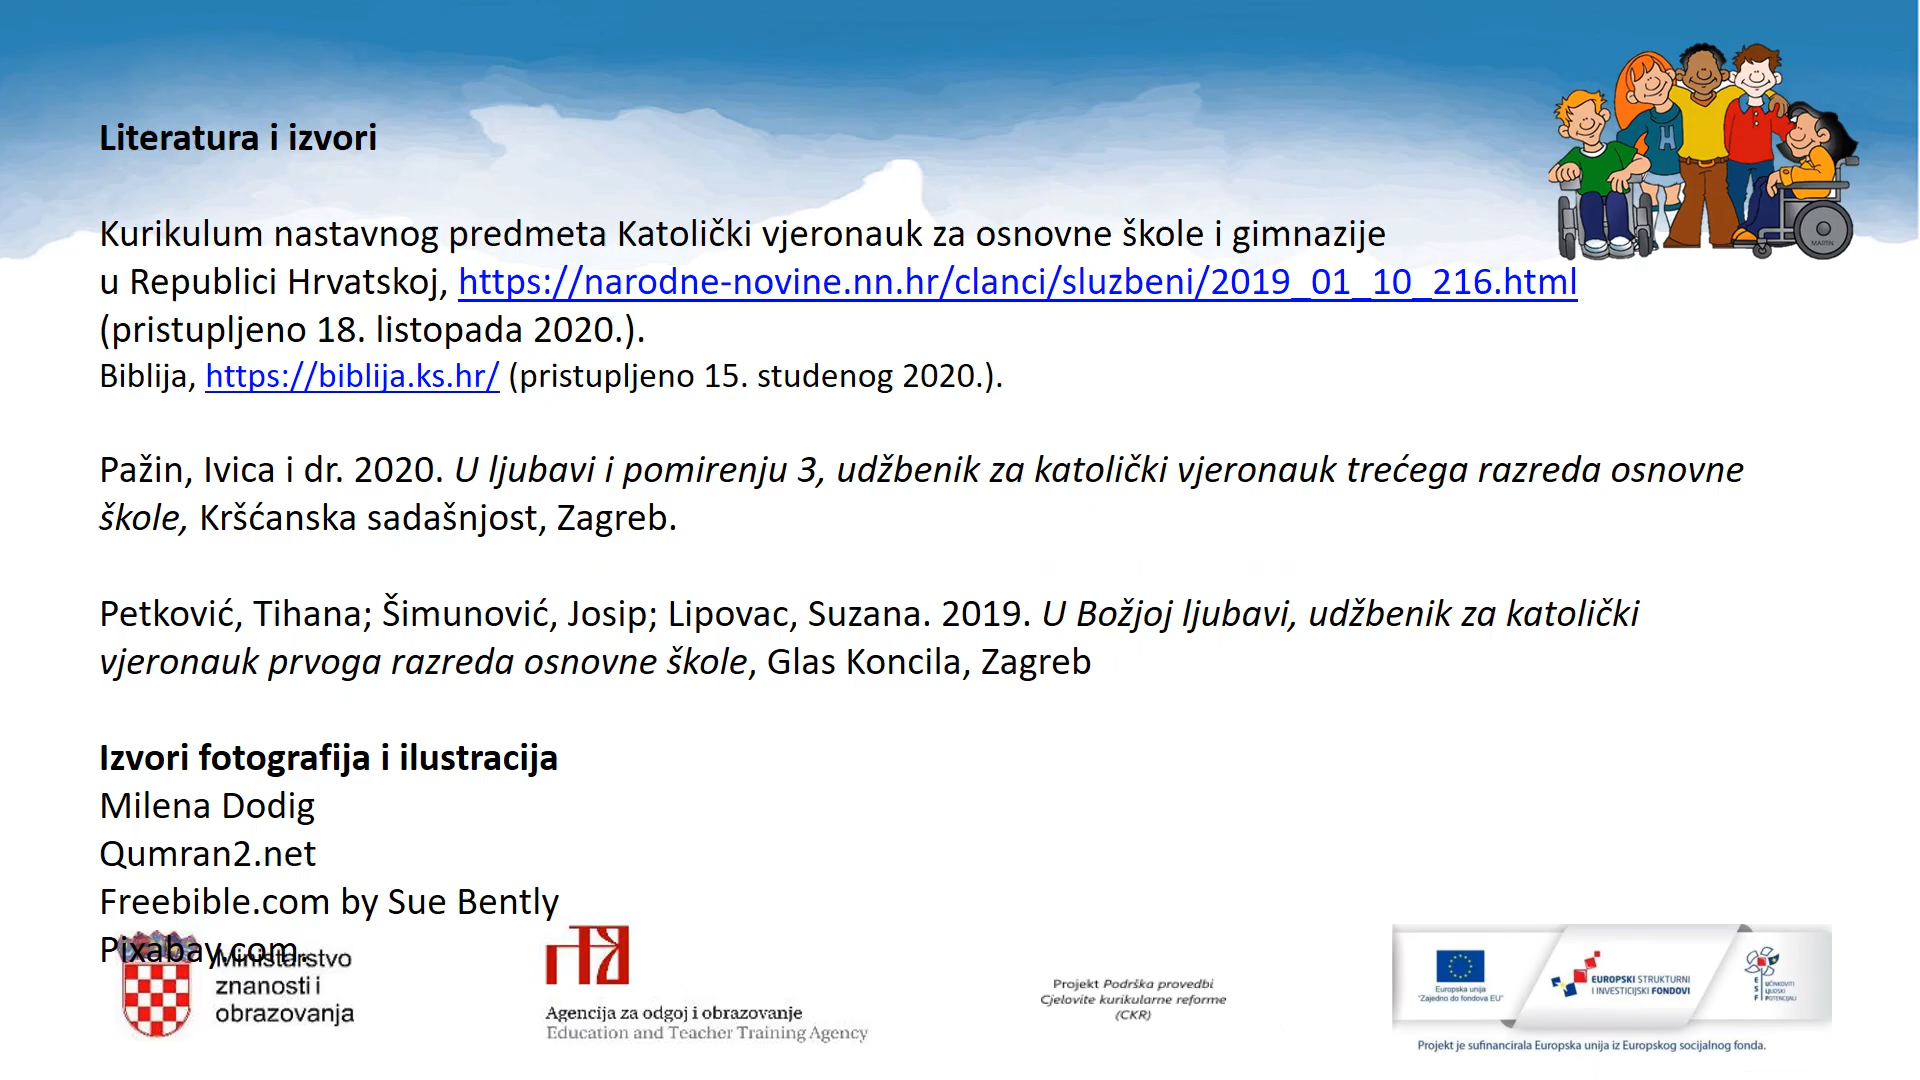 Literatura i izvori
Kurikulum nastavnog predmeta Katolički vjeronauk za osnovne škole i gimnazije
u Republici Hrvatskoj, https://narodne-novine.nn.hr/clanci/sluzbeni/2019_01_10_216.html
(pristupljeno 18. listopada 2020.).
Biblija, https://biblija.ks.hr/ (pristupljeno 15. studenog 2020.).
Pažin, Ivica i dr. 2020. U ljubavi i pomirenju 3, udžbenik za katolički vjeronauk trećega razreda osnovne
škole, Kršćanska sadašnjost, Zagreb.
Petković, Tihana; Šimunović, Josip; Lipovac, Suzana. 2019. U Božjoj ljubavi, udžbenik za katolički
vjeronauk prvoga razreda osnovne škole, Glas Koncila, Zagreb
Izvori fotografija i ilustracija
Milena Dodig
Qumran2.net
Freebible.com by Sue Bently
Pixabay.com.
Ministarstvo
znanosti i
obrazovanja
Agencija za odgoj i obrazovanje
Education and Teacher Training Agency
Projekt Podrška provedbi
Cjelovite kurikularne reforme
(CKR)
Europska unija
"Zajedno do fondova EU"
EUROPSKI STRUKTURNI
I INVESTICIJSKI FONDOVI
ESF
UČINKOVITI
LJUDSKI
POTENCIJALI
Projekt je sufinancirala Europska unija iz Europskog socijalnog fonda.
MARTIN